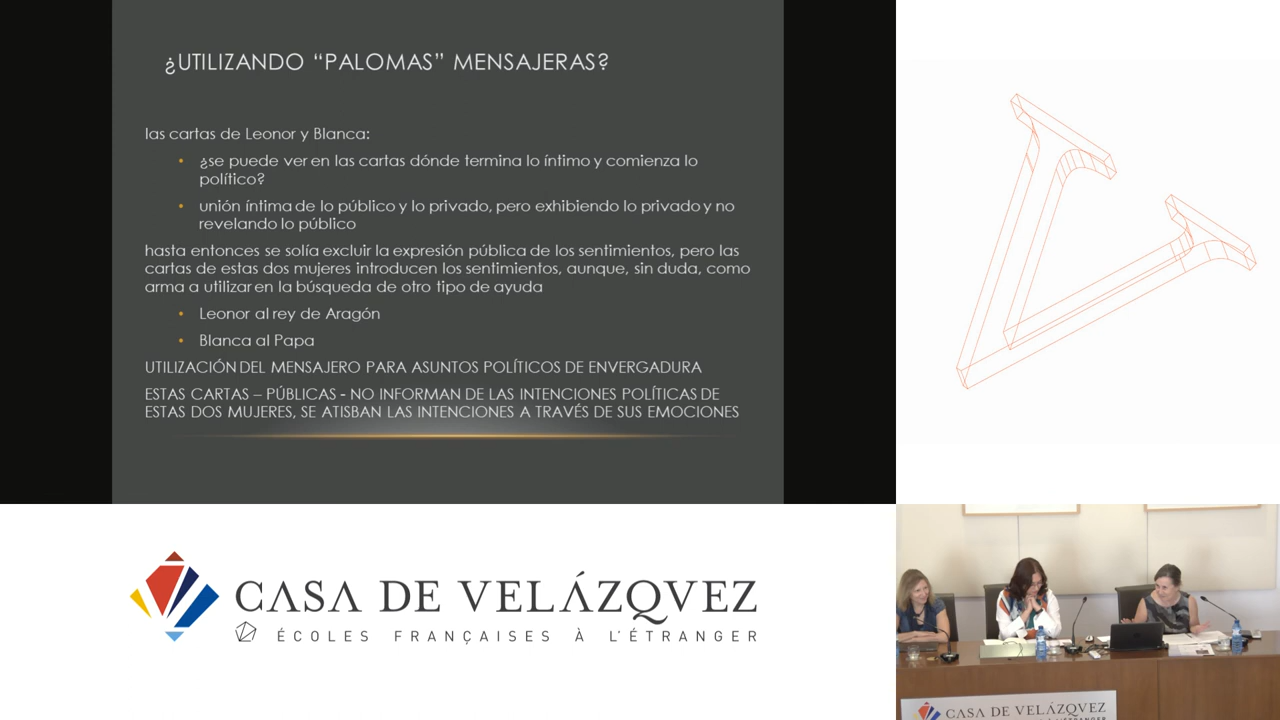 ¿UTILIZANDO “PALOMAS” MENSAJERAS?
las cartas de Leonor y Blanca:
• ¿se puede ver en las cartas dónde termina lo íntimo y comienza lo
político?
• unión íntima de lo público y lo privado, pero exhibiendo lo privado y no
revelando lo público
hasta entonces se solía excluir la expresión pública de los sentimientos, pero las
cartas de estas dos mujeres introducen los sentimientos, aunque, sin duda, como
arma a utilizar en la búsqueda de otro tipo de ayuda
• Leonor al rey de Aragón
• Blanca al Papa
UTILIZACIÓN DEL MENSAJERO PARA ASUNTOS POLÍTICOS DE ENVERGADURA
ESTAS CARTAS – PÚBLICAS - NO INFORMAN DE LAS INTENCIONES POLÍTICAS DE
ESTAS DOS MUJERES, SE ATISBAN LAS INTENCIONES A TRAVÉS DE SUS EMOCIONES
CASA DE VELÁZQVEZ
ÉCOLES FRANÇAISES À L'ÉTRANGER
CASA DE VELÁZQVEZ